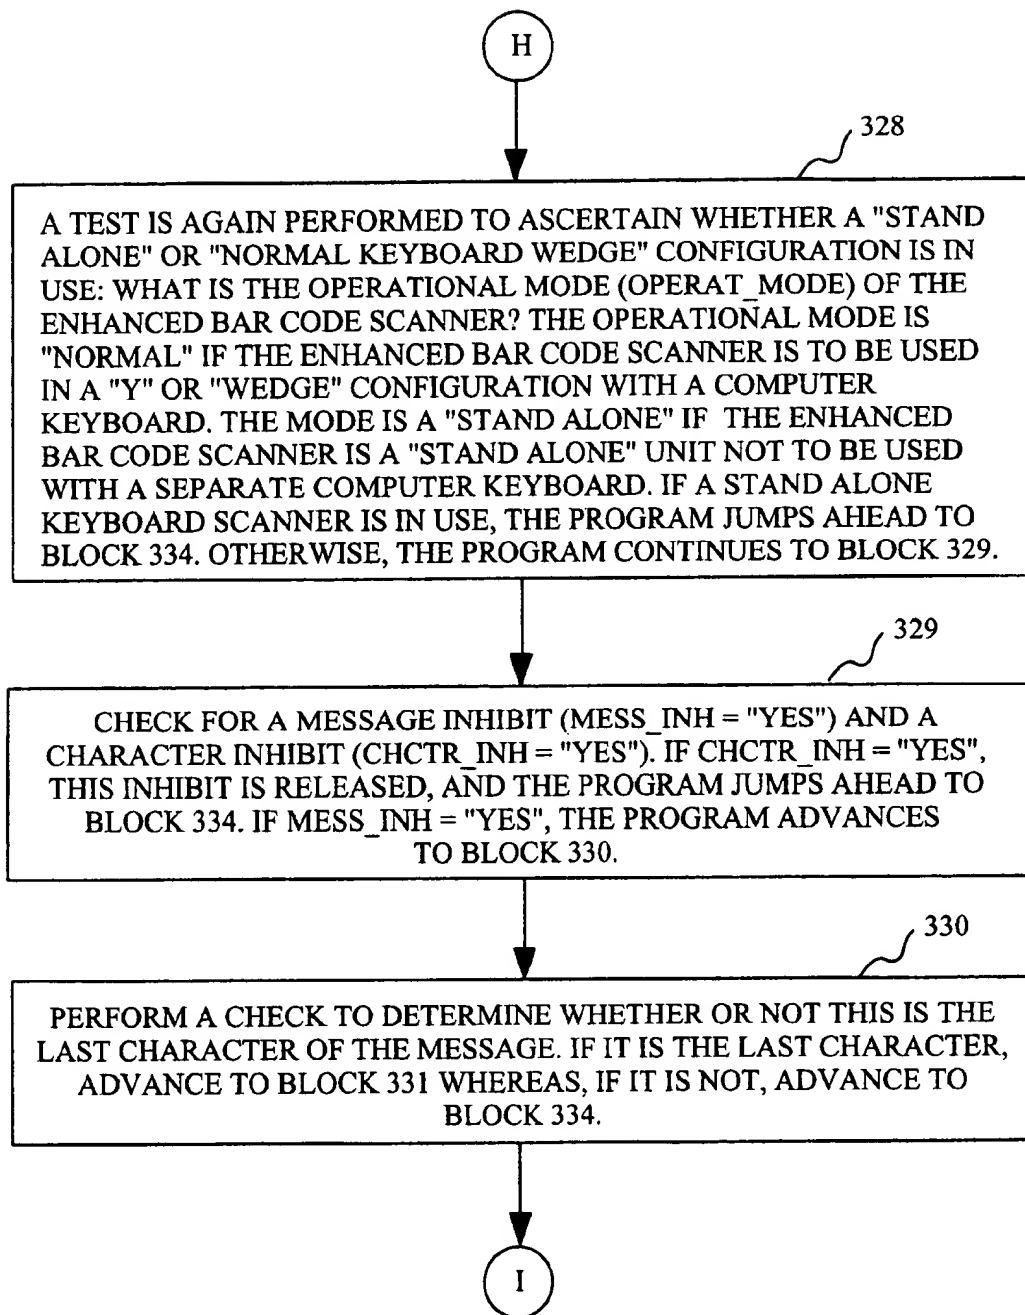 H
328
A TEST IS AGAIN PERFORMED TO ASCERTAIN WHETHER A "STAND
ALONE" OR "NORMAL KEYBOARD WEDGE" CONFIGURATION IS IN
USE: WHAT IS THE OPERATIONAL MODE (OPERAT_MODE) OF THE
ENHANCED BAR CODE SCANNER? THE OPERATIONAL MODE IS
"NORMAL" IF THE ENHANCED BAR CODE SCANNER IS TO BE USED
IN A "Y" OR "WEDGE" CONFIGURATION WITH A COMPUTER
KEYBOARD. THE MODE IS A "STAND ALONE" IF THE ENHANCED
BAR CODE SCANNER IS A "STAND ALONE" UNIT NOT TO BE USED
WITH A SEPARATE COMPUTER KEYBOARD. IF A STAND ALONE
KEYBOARD SCANNER IS IN USE, THE PROGRAM JUMPS AHEAD TO
BLOCK 334. OTHERWISE, THE PROGRAM CONTINUES TO BLOCK 329.
329
CHECK FOR A MESSAGE INHIBIT (MESS_INH = "YES") AND A
CHARACTER INHIBIT (CHCTR_INH = "YES"). IF CHCTR_INH = "YES",
THIS INHIBIT IS RELEASED, AND THE PROGRAM JUMPS AHEAD TO
BLOCK 334. IF MESS_INH = "YES", THE PROGRAM ADVANCES
TO BLOCK 330.
330
PERFORM A CHECK TO DETERMINE WHETHER OR NOT THIS IS THE
LAST CHARACTER OF THE MESSAGE. IF IT IS THE LAST CHARACTER,
ADVANCE TO BLOCK 331 WHEREAS, IF IT IS NOT, ADVANCE TO
BLOCK 334.
I